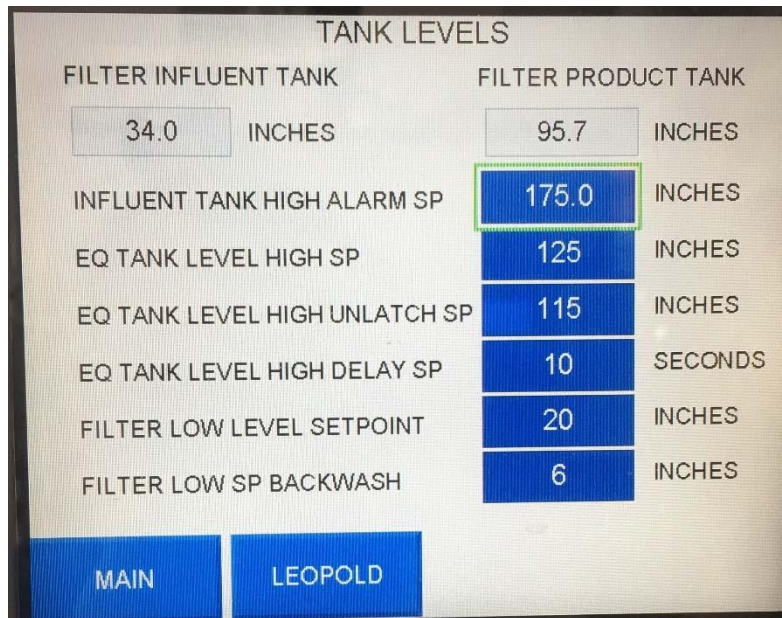 TANK LEVELS
FILTER INFLUENT TANK FILTER PRODUCT TANK
34.0 INCHES 95.7 INCHES
INFLUENT TANK HIGH ALARM SP 175.0 INCHES
EQ TANK LEVEL HIGH SP 125 INCHES
EQ TANK LEVEL HIGH UNLATCH SP 115 INCHES
EQ TANK LEVEL HIGH DELAY SP 10 SECONDS
FILTER LOW LEVEL SETPOINT 20 INCHES
FILTER LOW SP BACKWASH 6 INCHES
MAIN LEOPOLD